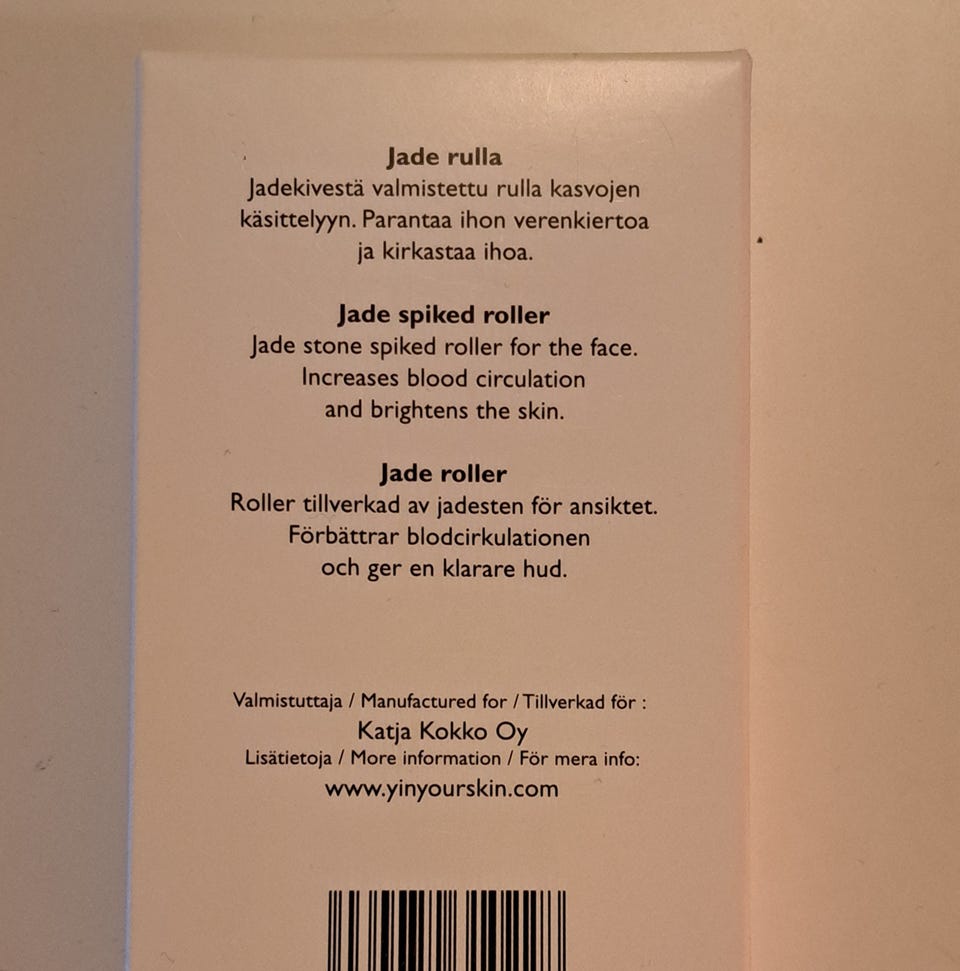 Jade rulla
Jadekivestä valmistettu rulla kasvojen
käsittelyyn. Parantaa ihon verenkiertoa
ja kirkastaa ihoa.
Jade spiked roller
Jade stone spiked roller for the face.
Increases blood circulation
and brightens the skin.
Jade roller
Roller tillverkad av jadesten för ansiktet.
Förbättrar blodcirkulationen
och ger en klarare hud.
Valmistuttaja / Manufactured for / Tillverkad för :
Katja Kokko Oy
Lisätietoja / More information / För mera info:
www.yinyourskin.com